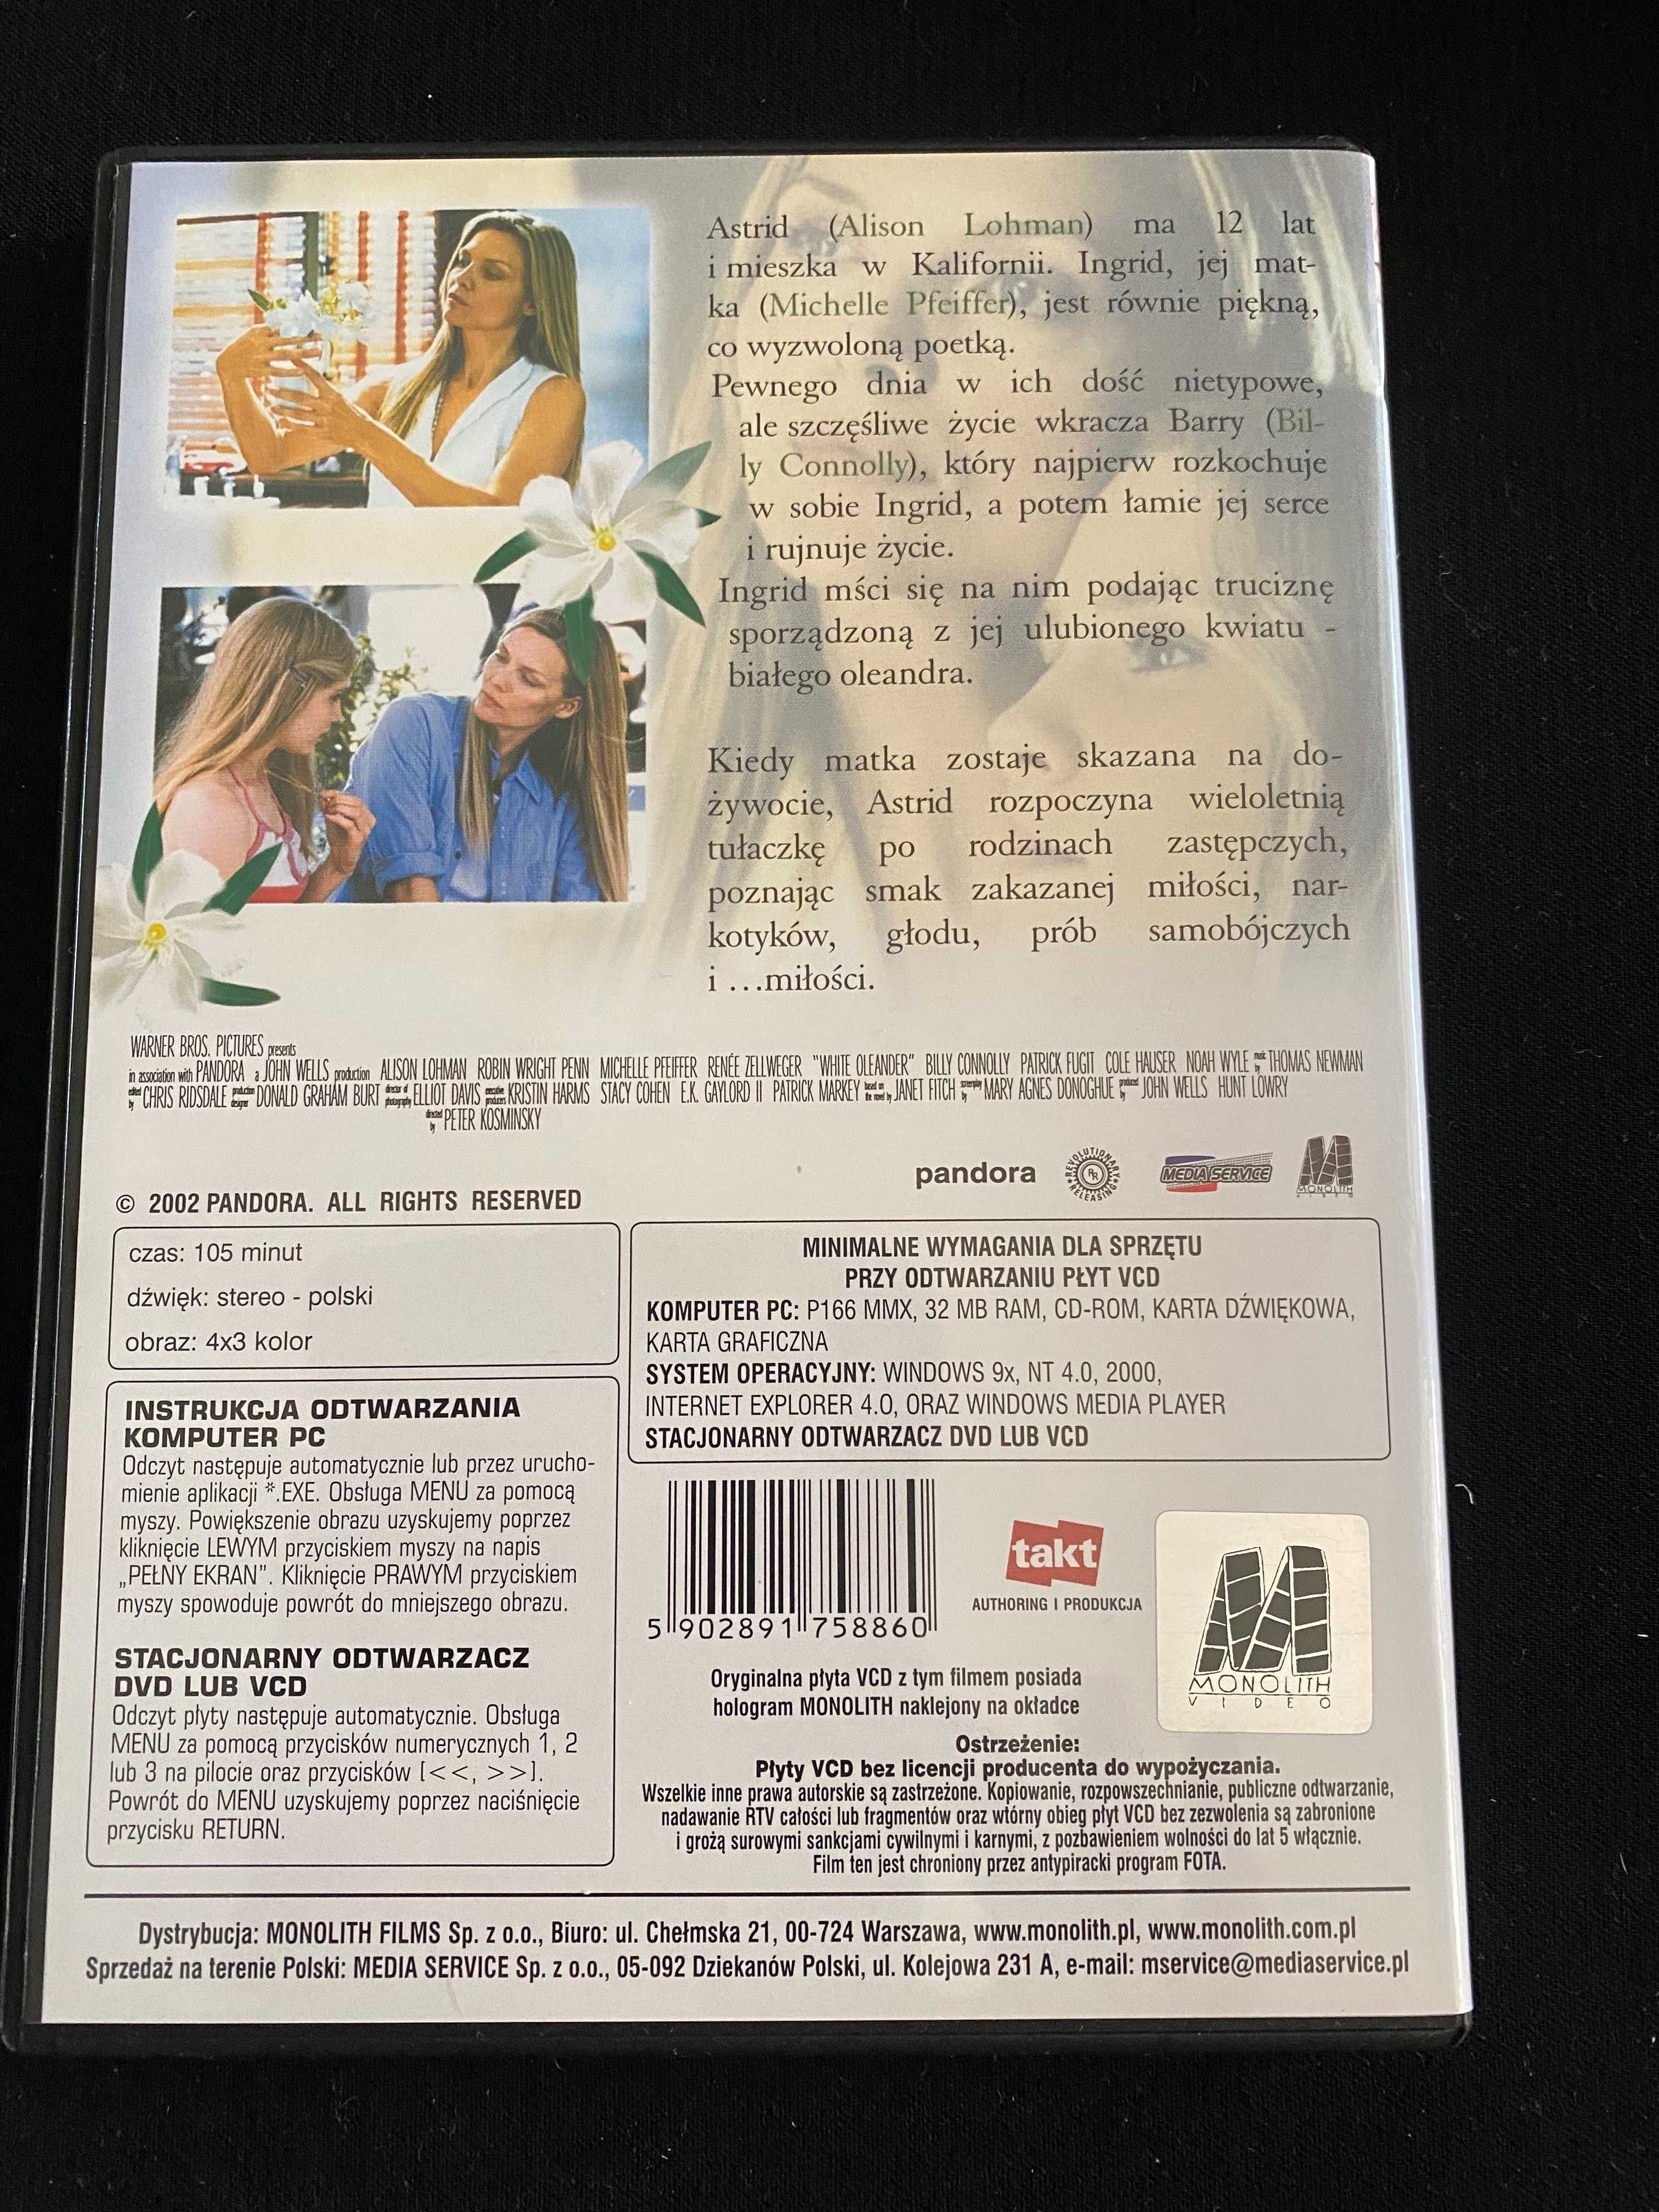 Astrid (Alison Lohman) ma 12 lat
i mieszka w Kalifornii. Ingrid, jej mat-
ka (Michelle Pfeiffer), jest równie piękną,
co wyzwoloną poetką.
Pewnego dnia w ich dość nietypowe,
ale szczęśliwe życie wkracza Barry (Bil-
ly Connolly), który najpierw rozkochuje
w sobie Ingrid, a potem łamie jej serce
i rujnuje życie.
Ingrid mści się na nim podając truciznę
sporządzoną z jej ulubionego kwiatu -
białego oleandra.
Kiedy matka zostaje skazana na do-
żywocie, Astrid rozpoczyna wieloletnią
tułaczkę po rodzinach zastępczych,
poznając smak zakazanej miłości, nar-
kotyków, głodu, prób samobójczych
i ...miłości.
WARNER BROS. PICTURES presents
in association with PANDORA a JOHN WELLS production ALISON LOHMAN ROBIN WRIGHT PENN MICHELLE PFEIFFER RENÉE ZELLWEGER "WHITE OLEANDER" BILLY CONNOLLY PATRICK FUGIT COLE HAUSER NOAH WYLE music by THOMAS NEWMAN
edited by CHRIS RIDSDALE production designer DONALD GRAHAM BURT director of photography ELLIOT DAVIS executive producers KRISTIN HARMS STACY COHEN E.K. GAYLORD II PATRICK MARKEY based on the novel by JANET FITCH screenplay by MARY AGNES DONOGHUE produced by JOHN WELLS HUNT LOWRY
directed by PETER KOSMINSKY
pandora
REVOLUTIONARY RELEASING
RR
MEDIA SERVICE
MONOLITH
VIDEO
© 2002 PANDORA. ALL RIGHTS RESERVED
czas: 105 minut
dźwięk: stereo - polski
obraz: 4x3 kolor
MINIMALNE WYMAGANIA DLA SPRZĘTU
PRZY ODTWARZANIU PŁYT VCD
KOMPUTER PC: P166 MMX, 32 MB RAM, CD-ROM, KARTA DŹWIĘKOWA,
KARTA GRAFICZNA
SYSTEM OPERACYJNY: WINDOWS 9x, NT 4.0, 2000,
INTERNET EXPLORER 4.0, ORAZ WINDOWS MEDIA PLAYER
STACJONARNY ODTWARZACZ DVD LUB VCD
INSTRUKCJA ODTWARZANIA
KOMPUTER PC
Odczyt następuje automatycznie lub przez urucho-
mienie aplikacji *.EXE. Obsługa MENU za pomocą
myszy. Powiększenie obrazu uzyskujemy poprzez
kliknięcie LEWYM przyciskiem myszy na napis
„PEŁNY EKRAN”. Kliknięcie PRAWYM przyciskiem
myszy spowoduje powrót do mniejszego obrazu.
STACJONARNY ODTWARZACZ
DVD LUB VCD
Odczyt płyty następuje automatycznie. Obsługa
MENU za pomocą przycisków numerycznych 1, 2
lub 3 na pilocie oraz przycisków [<<, >>].
Powrót do MENU uzyskujemy poprzez naciśnięcie
przycisku RETURN.
5 902891 758860
takt
AUTHORING I PRODUKCJA
MONOLITH
VIDEO
Oryginalna płyta VCD z tym filmem posiada
hologram MONOLITH naklejony na okładce
Ostrzeżenie:
Płyty VCD bez licencji producenta do wypożyczania.
Wszelkie inne prawa autorskie są zastrzeżone. Kopiowanie, rozpowszechnianie, publiczne odtwarzanie,
nadawanie RTV całości lub fragmentów oraz wtórny obieg płyt VCD bez zezwolenia są zabronione
i grożą surowymi sankcjami cywilnymi i karnymi, z pozbawieniem wolności do lat 5 włącznie.
Film ten jest chroniony przez antypiracki program FOTA.
Dystrybucja: MONOLITH FILMS Sp. z o.o., Biuro: ul. Chełmska 21, 00-724 Warszawa, www.monolith.pl, www.monolith.com.pl
Sprzedaż na terenie Polski: MEDIA SERVICE Sp. z o.o., 05-092 Dziekanów Polski, ul. Kolejowa 231 A, e-mail: mservice@mediaservice.pl